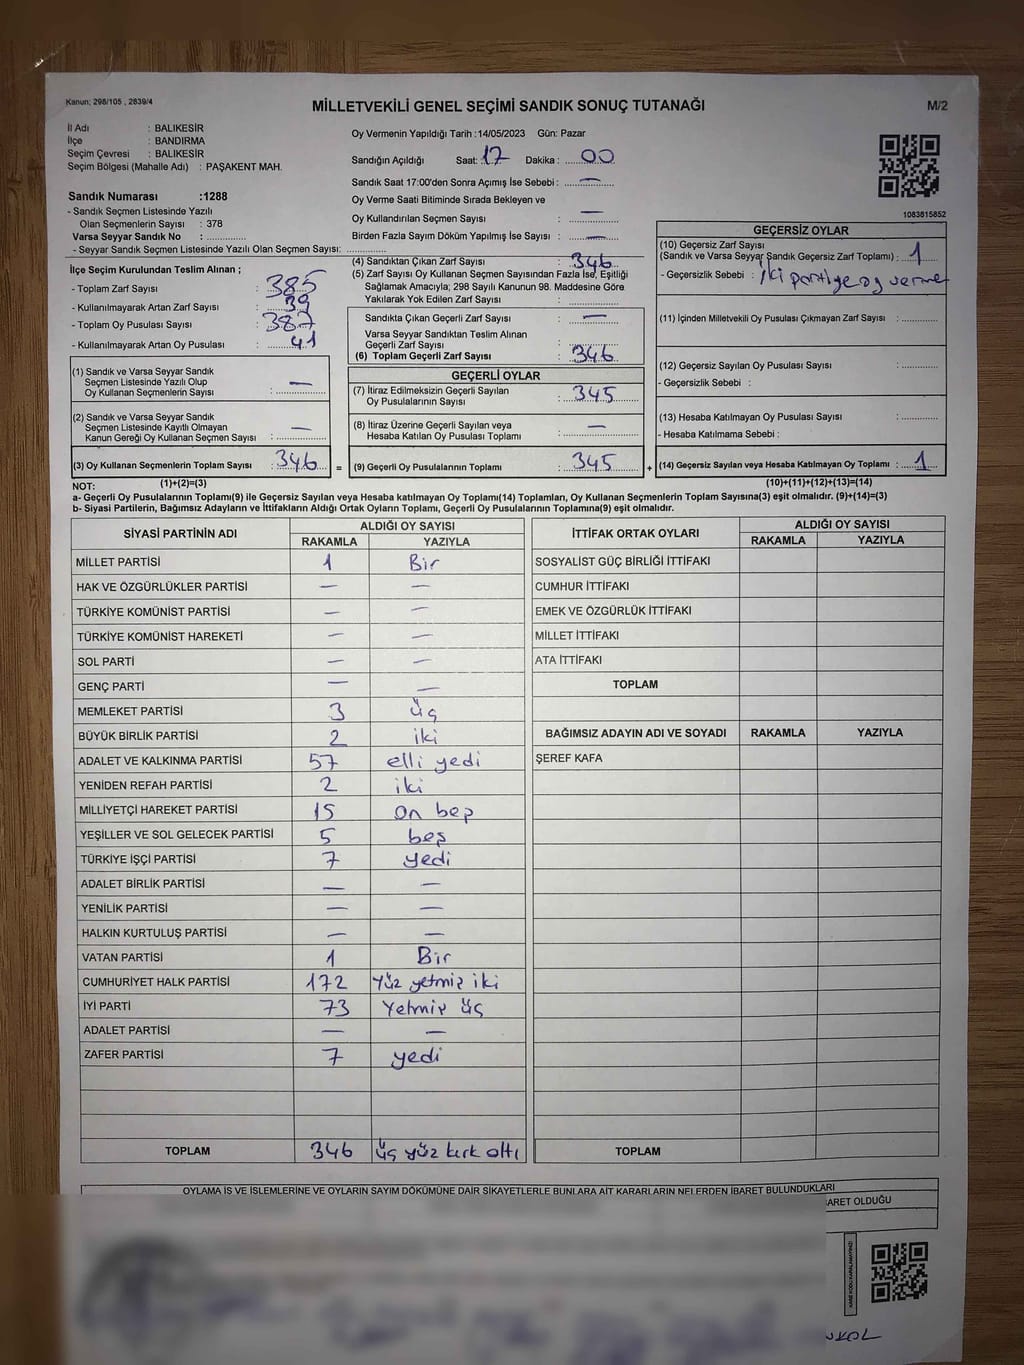 Kanun: 298/105 , 2839/4
MİLLETVEKİLİ GENEL SEÇİMİ SANDIK SONUÇ TUTANAĞI
M/2
İl Adı : BALIKESİR
İlçe : BANDIRMA
Seçim Çevresi : BALIKESİR
Seçim Bölgesi (Mahalle Adı) : PAŞAKENT MAH.
Sandık Numarası :1288
- Sandık Seçmen Listesinde Yazılı
Olan Seçmenlerin Sayısı : 378
Varsa Seyyar Sandık No :
- Seyyar Sandık Seçmen Listesinde Yazılı Olan Seçmen Sayısı:
Oy Vermenin Yapıldığı Tarih :14/05/2023 Gün: Pazar
Sandığın Açıldığı Saat: 17 Dakika : 00
Sandık Saat 17:00'den Sonra Açımış İse Sebebi : —
Oy Verme Saati Bitiminde Sırada Bekleyen ve
Oy Kullandırılan Seçmen Sayısı : —
Birden Fazla Sayım Döküm Yapılmış İse Sayısı : —
1083815852
İlçe Seçim Kurulundan Teslim Alınan ;
- Toplam Zarf Sayısı : 385
- Kullanılmayarak Artan Zarf Sayısı : 39
- Toplam Oy Pusulası Sayısı : 387
- Kullanılmayarak Artan Oy Pusulası : 41
(1) Sandık ve Varsa Seyyar Sandık
Seçmen Listesinde Yazılı Olup
Oy Kullanan Seçmenlerin Sayısı : —
(2) Sandık ve Varsa Seyyar Sandık
Seçmen Listesinde Kayıtlı Olmayan
Kanun Gereği Oy Kullanan Seçmen Sayısı : —
(3) Oy Kullanan Seçmenlerin Toplam Sayısı : 346 =
(4) Sandıktan Çıkan Zarf Sayısı : 346
(5) Zarf Sayısı Oy Kullanan Seçmen Sayısından Fazla İse, Eşitliği
Sağlamak Amacıyla; 298 Sayılı Kanunun 98. Maddesine Göre
Yakılarak Yok Edilen Zarf Sayısı :
Sandıkta Çıkan Geçerli Zarf Sayısı : —
Varsa Seyyar Sandıktan Teslim Alınan
Geçerli Zarf Sayısı :
(6) Toplam Geçerli Zarf Sayısı : 346
GEÇERLİ OYLAR
(7) İtiraz Edilmeksizin Geçerli Sayılan
Oy Pusulalarının Sayısı : 345
(8) İtiraz Üzerine Geçerli Sayılan veya
Hesaba Katılan Oy Pusulası Toplamı : —
(9) Geçerli Oy Pusulalarının Toplamı : 345 +
GEÇERSİZ OYLAR
(10) Geçersiz Zarf Sayısı
(Sandık ve Varsa Seyyar Sandık Geçersiz Zarf Toplamı) : 1
- Geçersizlik Sebebi : iki partiye oy verme
(11) İçinden Milletvekili Oy Pusulası Çıkmayan Zarf Sayısı :
(12) Geçersiz Sayılan Oy Pusulası Sayısı :
- Geçersizlik Sebebi :
(13) Hesaba Katılmayan Oy Pusulası Sayısı :
- Hesaba Katılmama Sebebi :
(14) Geçersiz Sayılan veya Hesaba Katılmayan Oy Toplamı : 1
NOT: (1)+(2)=(3) (10)+(11)+(12)+(13)=(14)
a- Geçerli Oy Pusulalarının Toplamı(9) ile Geçersiz Sayılan veya Hesaba katılmayan Oy Toplamı(14) Toplamları, Oy Kullanan Seçmenlerin Toplam Sayısına(3) eşit olmalıdır. (9)+(14)=(3)
b- Siyasi Partilerin, Bağımsız Adayların ve İttifakların Aldığı Ortak Oyların Toplamı, Geçerli Oy Pusulalarının Toplamına(9) eşit olmalıdır.
SİYASİ PARTİNİN ADI ALDIĞI OY SAYISI
RAKAMLA YAZIYLA
MİLLET PARTİSİ 1 Bir
HAK VE ÖZGÜRLÜKLER PARTİSİ — —
TÜRKİYE KOMÜNİST PARTİSİ — —
TÜRKİYE KOMÜNİST HAREKETİ — —
SOL PARTİ — —
GENÇ PARTİ — —
MEMLEKET PARTİSİ 3 üç
BÜYÜK BİRLİK PARTİSİ 2 iki
ADALET VE KALKINMA PARTİSİ 57 elli yedi
YENİDEN REFAH PARTİSİ 2 iki
MİLLİYETÇİ HAREKET PARTİSİ 15 on beş
YEŞİLLER VE SOL GELECEK PARTİSİ 5 beş
TÜRKİYE İŞÇİ PARTİSİ 7 yedi
ADALET BİRLİK PARTİSİ — —
YENİLİK PARTİSİ — —
HALKIN KURTULUŞ PARTİSİ — —
VATAN PARTİSİ 1 Bir
CUMHURİYET HALK PARTİSİ 172 yüz yetmiş iki
İYİ PARTİ 73 Yetmiş üç
ADALET PARTİSİ — —
ZAFER PARTİSİ 7 yedi
TOPLAM 346 üç yüz kırk altı
İTTİFAK ORTAK OYLARI ALDIĞI OY SAYISI
RAKAMLA YAZIYLA
SOSYALİST GÜÇ BİRLİĞİ İTTİFAKI
CUMHUR İTTİFAKI
EMEK VE ÖZGÜRLÜK İTTİFAKI
MİLLET İTTİFAKI
ATA İTTİFAKI
TOPLAM
BAĞIMSIZ ADAYIN ADI VE SOYADI RAKAMLA YAZIYLA
ŞEREF KAFA
TOPLAM
OYLAMA İŞ VE İŞLEMLERİNE VE OYLARIN SAYIM DÖKÜMÜNE DAİR ŞİKAYETLERLE BUNLARA AİT KARARLARIN NELERDEN İBARET BULUNDUKLARI
ARET OLDUĞU
KARE KODU KARALAMAYINIZ!